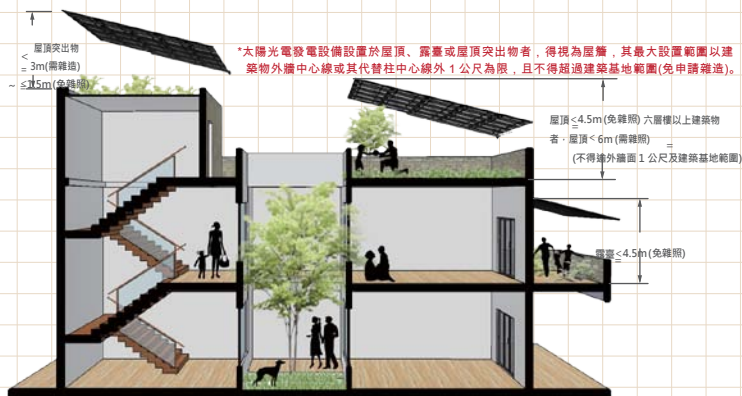 *太陽光電發電設備設置於屋頂、露臺或屋頂突出物者，得視為屋簷，其最大設置範圍以建
築物外牆中心線或其代替柱中心線外 1 公尺為限，且不得超過建築基地範圍(免申請雜造)。
屋頂突出物
≦ 3m(需雜造)
~ ≦1.5m(免雜照)
屋頂≦4.5m(免雜照) 六層樓以上建築物
者，屋頂≦6m(需雜照)
(不得逾外牆面 1 公尺及建築基地範圍)
露臺≦4.5m(免雜照)